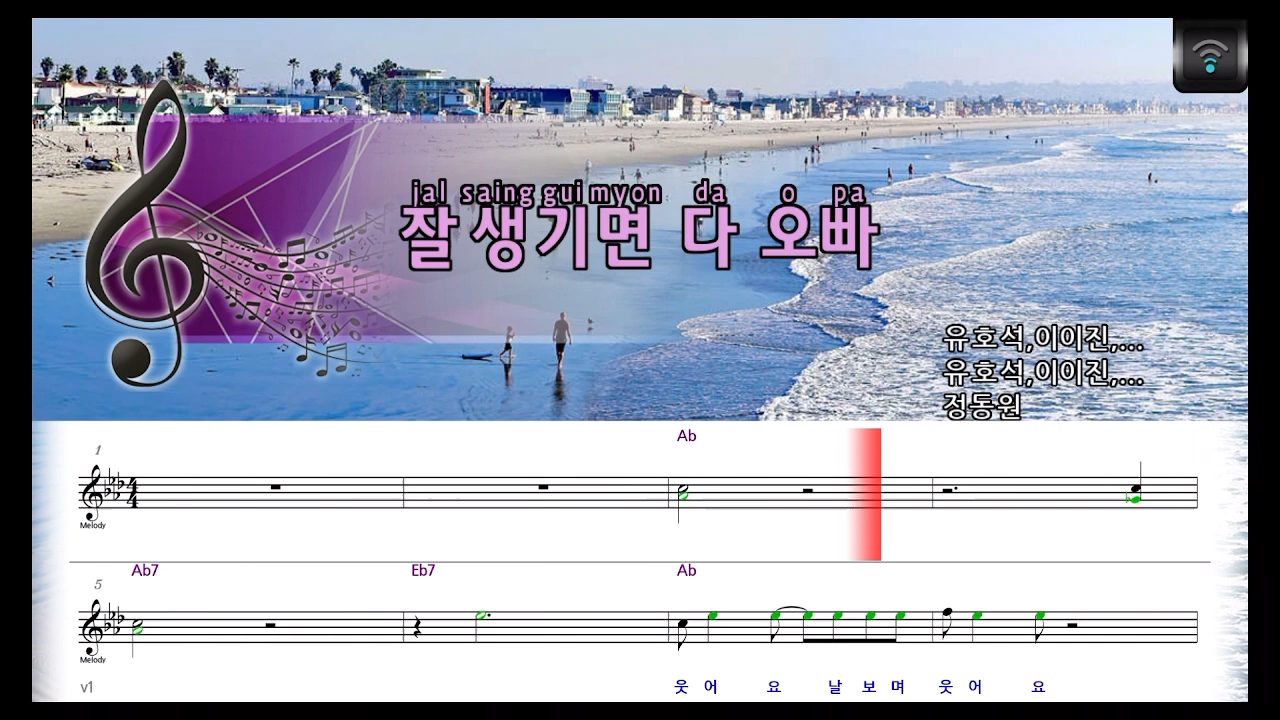 jal saing gui myon da o pa
잘 생기면 다 오빠
유호석,이이진,...
유호석,이이진,...
정동원
Ab
1
4
4
Melody
Ab7 Eb7 Ab
5
Melody
v1 웃 어 요 날 보 며 웃 어 요